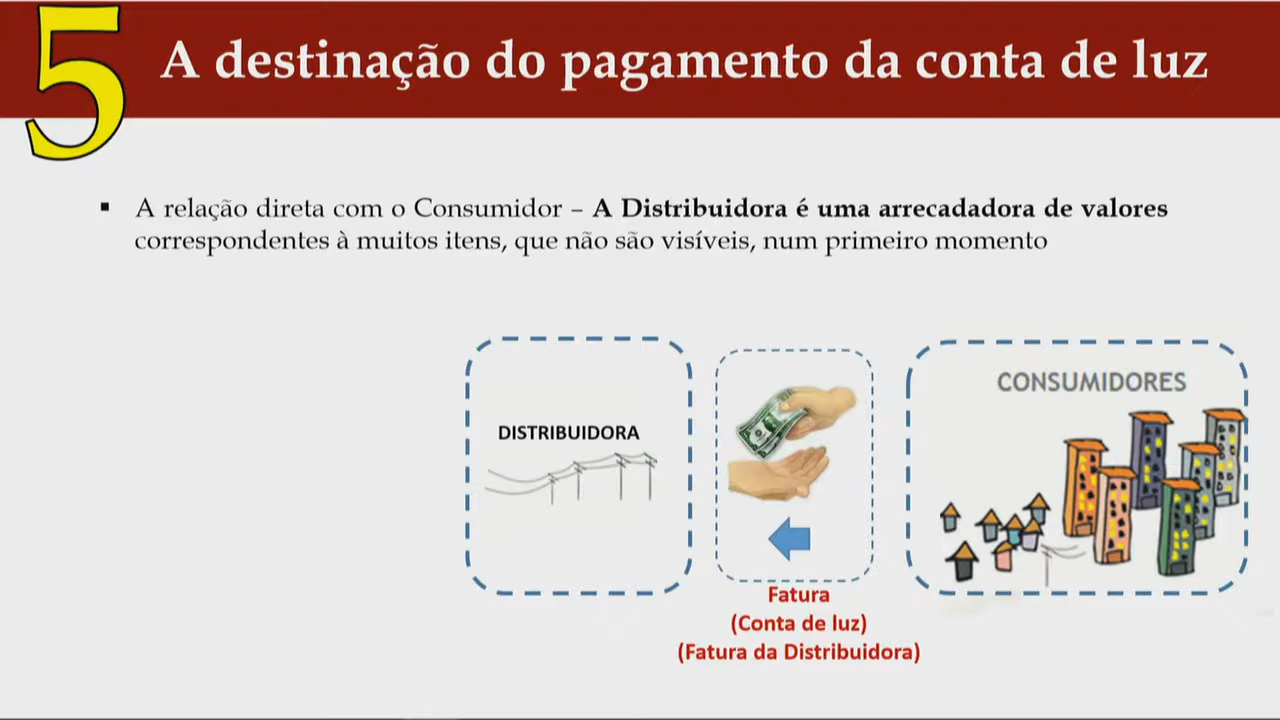 5
A destinação do pagamento da conta de luz
▪ A relação direta com o Consumidor – A Distribuidora é uma arrecadadora de valores
correspondentes à muitos itens, que não são visíveis, num primeiro momento
DISTRIBUIDORA
CONSUMIDORES
Fatura
(Conta de luz)
(Fatura da Distribuidora)